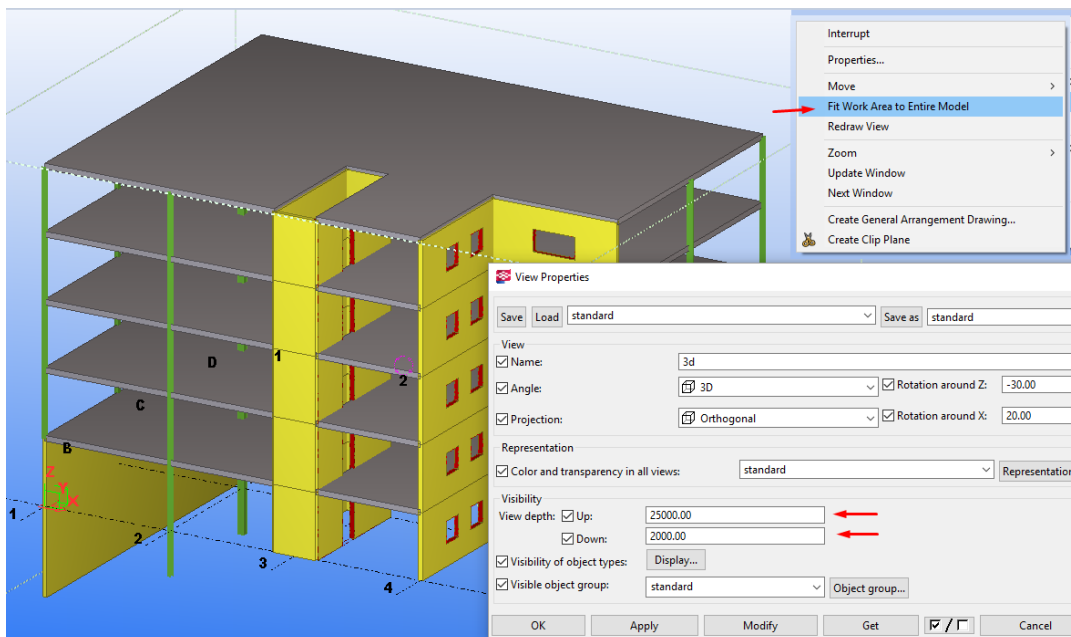 Interrupt
Properties...
Move
Fit Work Area to Entire Model
Redraw View
Zoom
Update Window
Next Window
Create General Arrangement Drawing...
Create Clip Plane
D
1
2
C
B
Z
Y
X
1
2
3
4
View Properties
Save Load standard Save as standard
View
Name: 3d
Angle: 3D Rotation around Z: -30.00
Projection: Orthogonal Rotation around X: 20.00
Representation
Color and transparency in all views: standard Representation
Visibility
View depth: Up: 25000.00
Down: 2000.00
Visibility of object types: Display...
Visible object group: standard Object group...
OK Apply Modify Get / Cancel